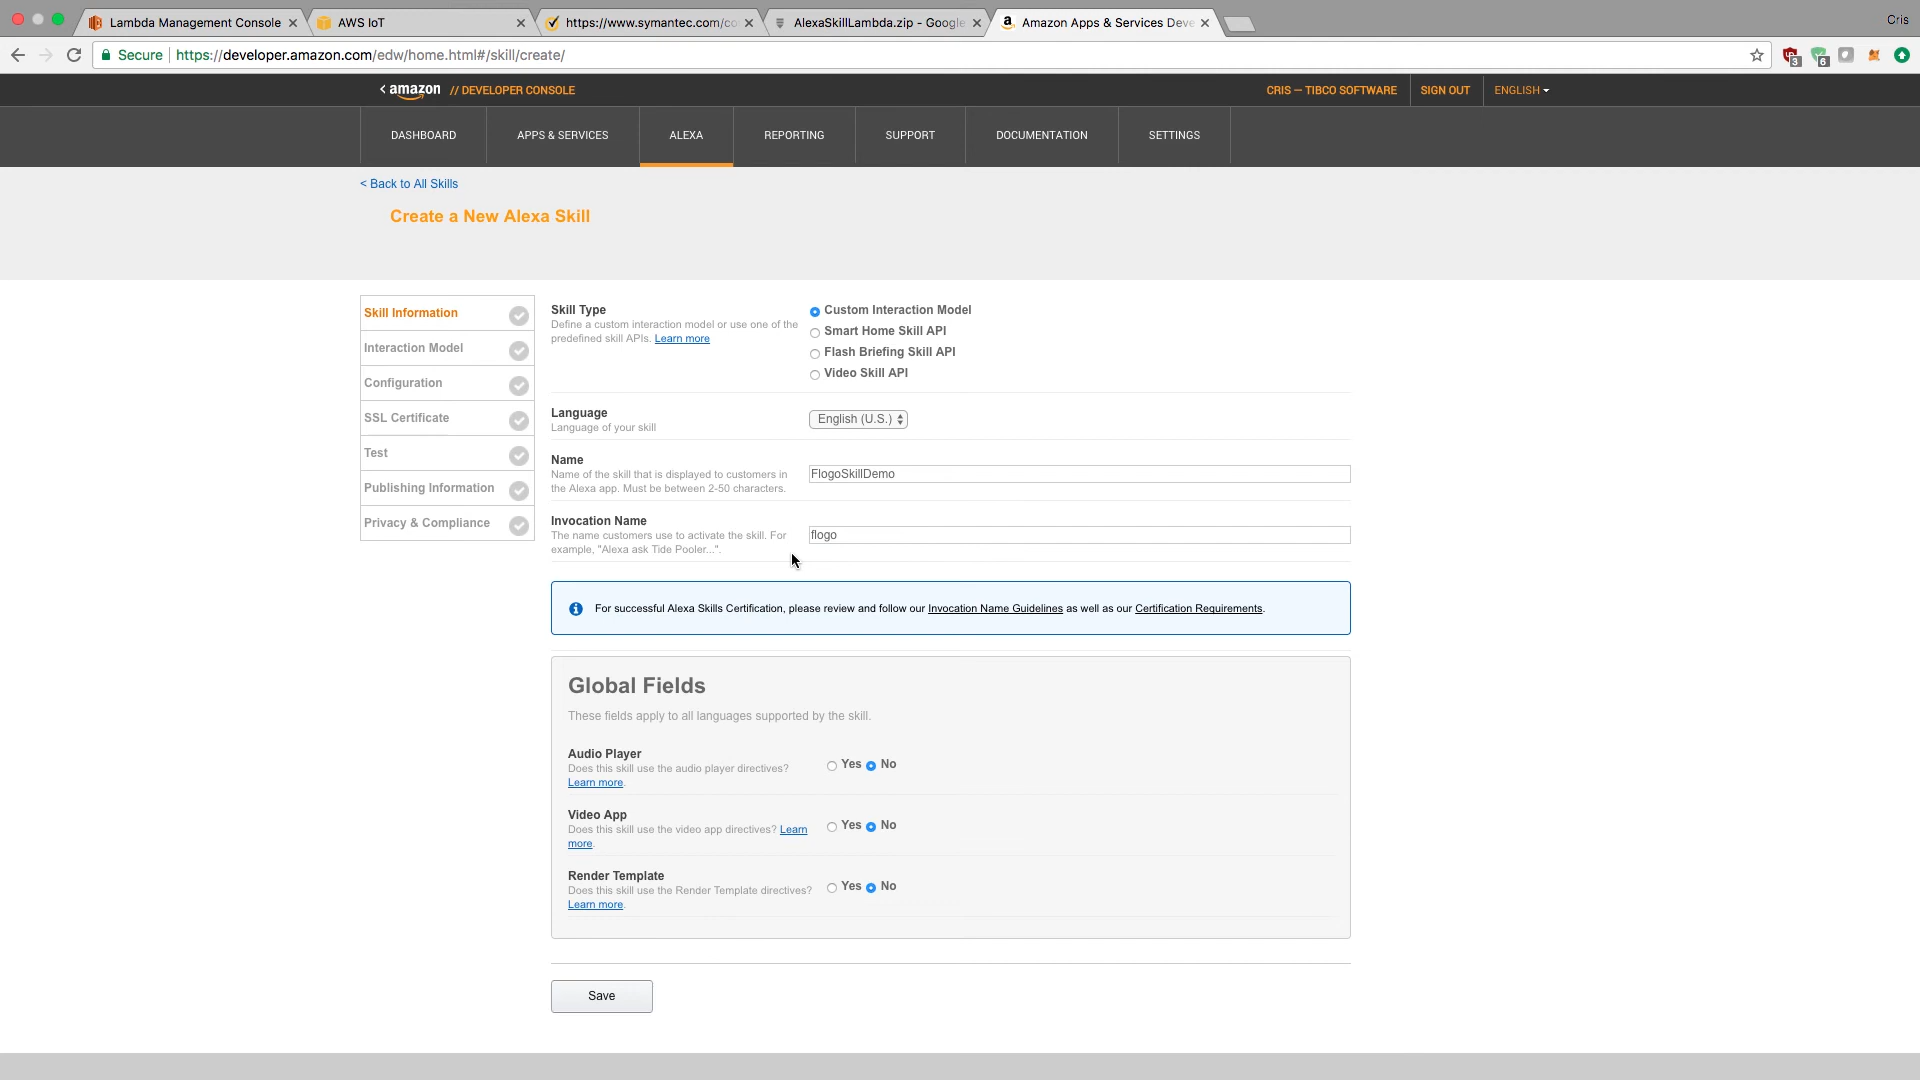 Lambda Management Console
AWS IoT
https://www.symantec.com/co
AlexaSkillLambda.zip - Google
Amazon Apps & Services Deve
Cris
Secure
https://developer.amazon.com/edw/home.html#/skill/create/
3
6
< amazon // DEVELOPER CONSOLE
CRIS — TIBCO SOFTWARE
SIGN OUT
ENGLISH
DASHBOARD
APPS & SERVICES
ALEXA
REPORTING
SUPPORT
DOCUMENTATION
SETTINGS
< Back to All Skills
Create a New Alexa Skill
Skill Information
Interaction Model
Configuration
SSL Certificate
Test
Publishing Information
Privacy & Compliance
Skill Type
Define a custom interaction model or use one of the
predefined skill APIs. Learn more
Custom Interaction Model
Smart Home Skill API
Flash Briefing Skill API
Video Skill API
Language
Language of your skill
English (U.S.)
Name
Name of the skill that is displayed to customers in
the Alexa app. Must be between 2-50 characters.
FlogoSkillDemo
Invocation Name
The name customers use to activate the skill. For
example, "Alexa ask Tide Pooler...".
flogo
For successful Alexa Skills Certification, please review and follow our Invocation Name Guidelines as well as our Certification Requirements.
Global Fields
These fields apply to all languages supported by the skill.
Audio Player
Does this skill use the audio player directives?
Learn more.
Yes No
Video App
Does this skill use the video app directives? Learn
more.
Yes No
Render Template
Does this skill use the Render Template directives?
Learn more.
Yes No
Save